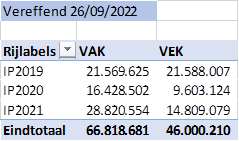 Vereffend 26/09/2022
Rijlabels VAK VEK
IP2019 21.569.625 21.588.007
IP2020 16.428.502 9.603.124
IP2021 28.820.554 14.809.079
Eindtotaal 66.818.681 46.000.210